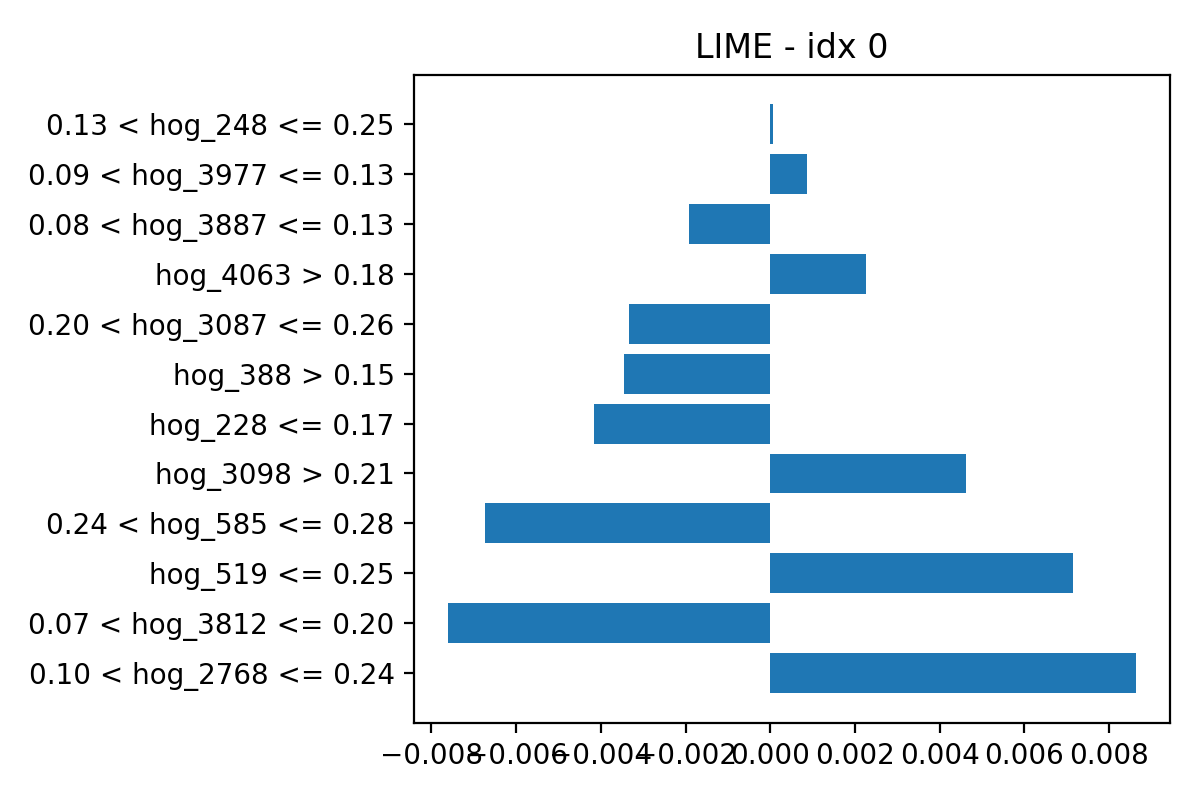 LIME - idx 0
0.13 < hog_248 <= 0.25
0.09 < hog_3977 <= 0.13
0.08 < hog_3887 <= 0.13
hog_4063 > 0.18
0.20 < hog_3087 <= 0.26
hog_388 > 0.15
hog_228 <= 0.17
hog_3098 > 0.21
0.24 < hog_585 <= 0.28
hog_519 <= 0.25
0.07 < hog_3812 <= 0.20
0.10 < hog_2768 <= 0.24
−0.008 −0.006 −0.004 −0.002 0.000 0.002 0.004 0.006 0.008